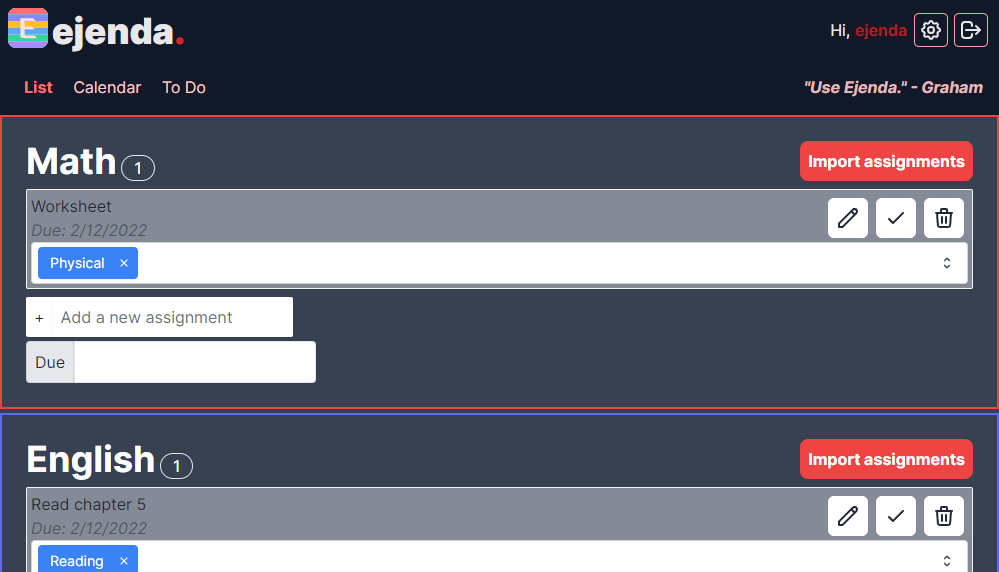 E ejenda.
Hi, ejenda
List Calendar To Do
"Use Ejenda." - Graham
Math 1
Import assignments
Worksheet
Due: 2/12/2022
Physical ×
+ Add a new assignment
Due
English 1
Import assignments
Read chapter 5
Due: 2/12/2022
Reading ×